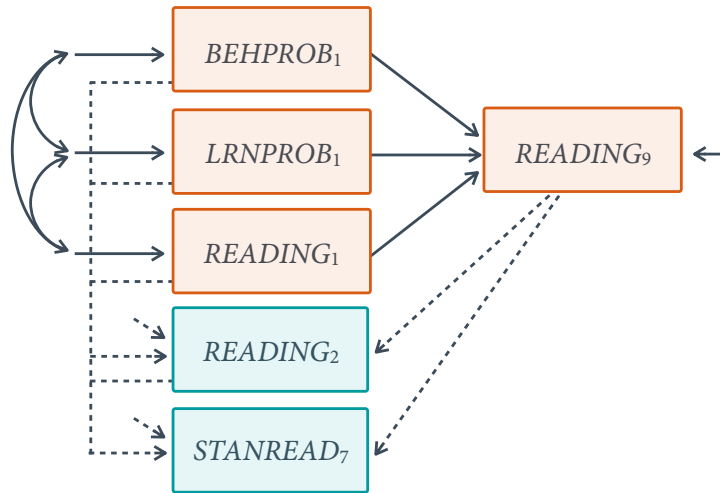 BEHPROB₁
LRNPROB₁
READING₉
READING₁
READING₂
STANREAD₇